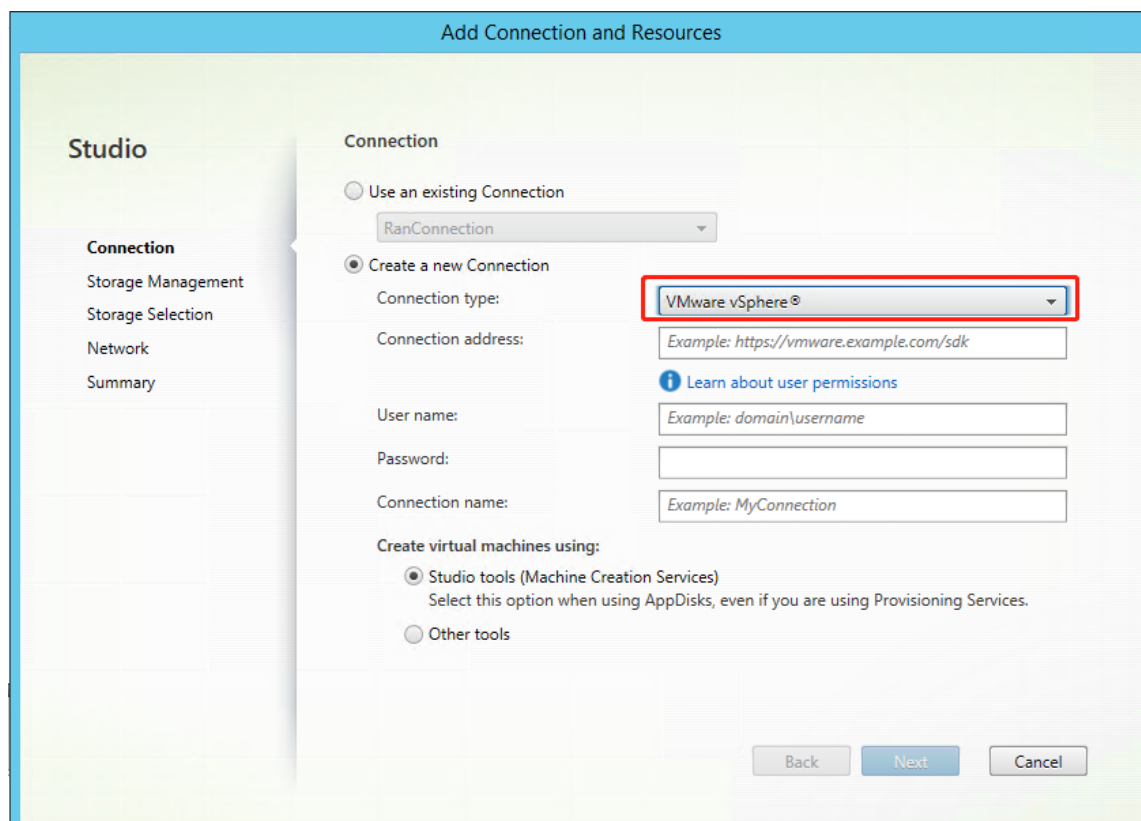 Add Connection and Resources
Studio
Connection
Storage Management
Storage Selection
Network
Summary
Connection
Use an existing Connection
RanConnection
Create a new Connection
Connection type:
VMware vSphere®
Connection address:
Example: https://vmware.example.com/sdk
Learn about user permissions
User name:
Example: domain\username
Password:
Connection name:
Example: MyConnection
Create virtual machines using:
Studio tools (Machine Creation Services)
Select this option when using AppDisks, even if you are using Provisioning Services.
Other tools
Back
Next
Cancel